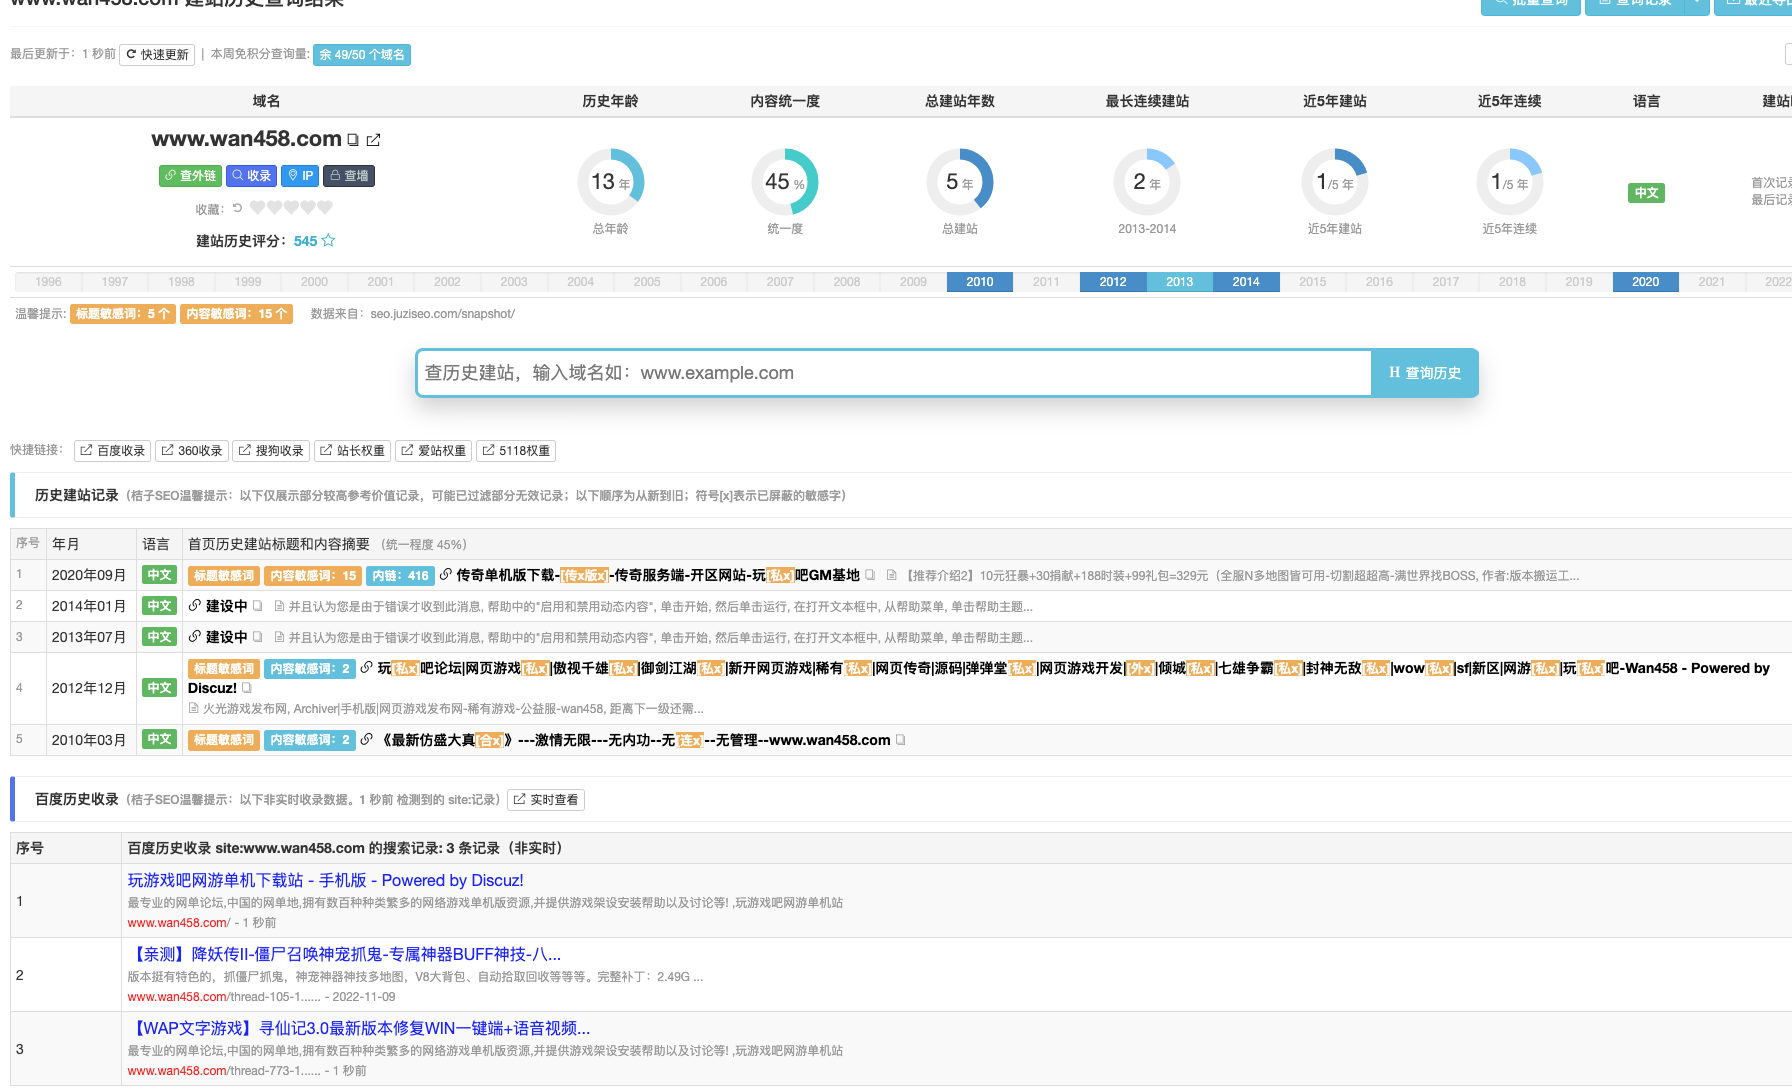 www.wan458.com 建站历史查询结果
批量查询 查询记录
最后更新于：1 秒前 快速更新 | 本周免积分查询量: 余 49/50 个域名
域名 历史年龄 内容统一度 总建站年数 最长连续建站 近5年建站 近5年连续 语言
www.wan458.com
查外链 收录 IP 查墙
收藏：
建站历史评分：545
13 年 45 % 5 年 2 年 1/5 年 1/5 年 中文
总年龄 统一度 总建站 2013-2014 近5年建站 近5年连续
1996 1997 1998 1999 2000 2001 2002 2003 2004 2005 2006 2007 2008 2009 2010 2011 2012 2013 2014 2015 2016 2017 2018 2019 2020 2021 2022
温馨提示: 标题敏感词：5 个 内容敏感词：15 个 数据来自：seo.juziseo.com/snapshot/
查历史建站，输入域名如：www.example.com H 查询历史
快捷链接： 百度收录 360收录 搜狗收录 站长权重 爱站权重 5118权重
历史建站记录（桔子SEO温馨提示：以下仅展示部分较高参考价值记录，可能已过滤部分无效记录；以下顺序为从新到旧；符号[x]表示已屏蔽的敏感字）
序号 年月 语言 首页历史建站标题和内容摘要 （统一程度 45%）
1 2020年09月 中文 标题敏感词 内容敏感词：15 内链：416 传奇单机版下载-[传x版x]-传奇服务端-开区网站-玩[私x]吧GM基地 【推荐介绍2】10元狂暴+30捐献+188时装+99礼包=329元（全服N多地图皆可用-切割超超高-满世界找BOSS, 作者:版本搬运工...
2 2014年01月 中文 建设中 并且认为您是由于错误才收到此消息, 帮助中的"启用和禁用动态内容", 单击开始, 然后单击运行, 在打开文本框中, 从帮助菜单, 单击帮助主题...
3 2013年07月 中文 建设中 并且认为您是由于错误才收到此消息, 帮助中的"启用和禁用动态内容", 单击开始, 然后单击运行, 在打开文本框中, 从帮助菜单, 单击帮助主题...
4 2012年12月 中文 标题敏感词 内容敏感词：2 玩[私x]吧论坛|网页游戏[私x]|傲视千雄[私x]|御剑江湖[私x]|新开网页游戏|稀有[私x]|网页传奇|源码|弹弹堂[私x]|网页游戏开发|[外x]|倾城[私x]|七雄争霸[私x]|封神无敌[私x]|wow[私x]|sf|新区|网游[私x]|玩[私x]吧-Wan458 - Powered by
Discuz!
火光游戏发布网, Archiver|手机版|网页游戏发布网-稀有游戏-公益服-wan458, 距离下一级还需...
5 2010年03月 中文 标题敏感词 内容敏感词：2 《最新仿盛大真[合x]》---激情无限---无内功--无[连x]--无管理--www.wan458.com
百度历史收录（桔子SEO温馨提示：以下非实时收录数据。1 秒前 检测到的 site:记录） 实时查看
序号 百度历史收录 site:www.wan458.com 的搜索记录: 3 条记录（非实时）
1 玩游戏吧网游单机下载站 - 手机版 - Powered by Discuz!
最专业的网单论坛,中国的网单地,拥有数百种种类繁多的网络游戏单机版资源,并提供游戏架设安装帮助以及讨论等! ,玩游戏吧网游单机站
www.wan458.com/ - 1 秒前
2 【亲测】降妖传II-僵尸召唤神宠抓鬼-专属神器BUFF神技-八...
版本挺有特色的，抓僵尸抓鬼，神宠神器神技多地图，V8大背包、自动拾取回收等等等。完整补丁：2.49G ...
www.wan458.com/thread-105-1...... - 2022-11-09
3 【WAP文字游戏】寻仙记3.0最新版本修复WIN一键端+语音视频...
最专业的网单论坛,中国的网单地,拥有数百种种类繁多的网络游戏单机版资源,并提供游戏架设安装帮助以及讨论等! ,玩游戏吧网游单机站
www.wan458.com/thread-773-1...... - 1 秒前